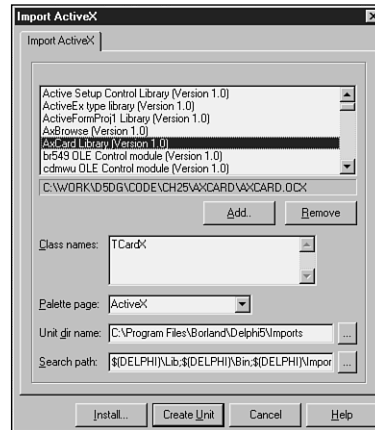 Import ActiveX
Import ActiveX
Active Setup Control Library (Version 1.0)
ActiveEx type library (Version 1.0)
ActiveFormProj1 Library (Version 1.0)
AxBrowse (Version 1.0)
AxCard Library (Version 1.0)
br549 OLE Control module (Version 1.0)
cdmwu OLE Control module (Version 1.0)
C:\WORK\D5DG\CODE\CH25\AXCARD\AXCARD.OCX
Add..
Remove
Class names:
TCardX
Palette page:
ActiveX
Unit dir name:
C:\Program Files\Borland\Delphi5\Imports
...
Search path:
$(DELPHI)\Lib;$(DELPHI)\Bin;$(DELPHI)\Impor
...
Install...
Create Unit
Cancel
Help